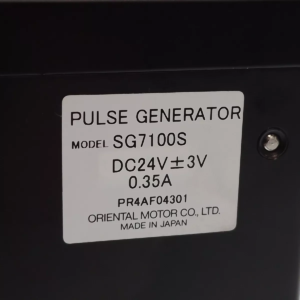 PULSE GENERATOR
MODEL SG7100S
DC24V±3V
0.35A
PR4AF04301
ORIENTAL MOTOR CO., LTD.
MADE IN JAPAN